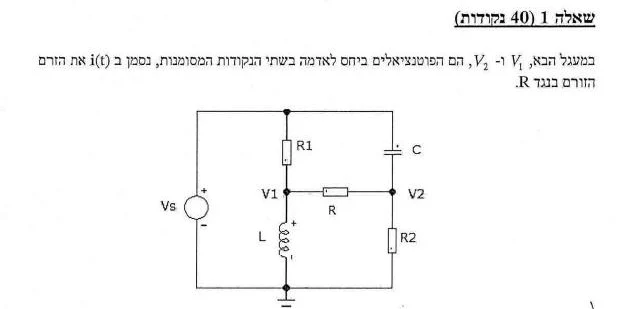 שאלה 1 (40 נקודות)
במעגל הבא, V₁ ו- V₂, הם הפוטנציאלים ביחס לאדמה בשתי הנקודות המסומנות, נסמן ב i(t) את הזרם
הזורם בנגד R.
R1
C
V1
V2
R
Vs
L
R2